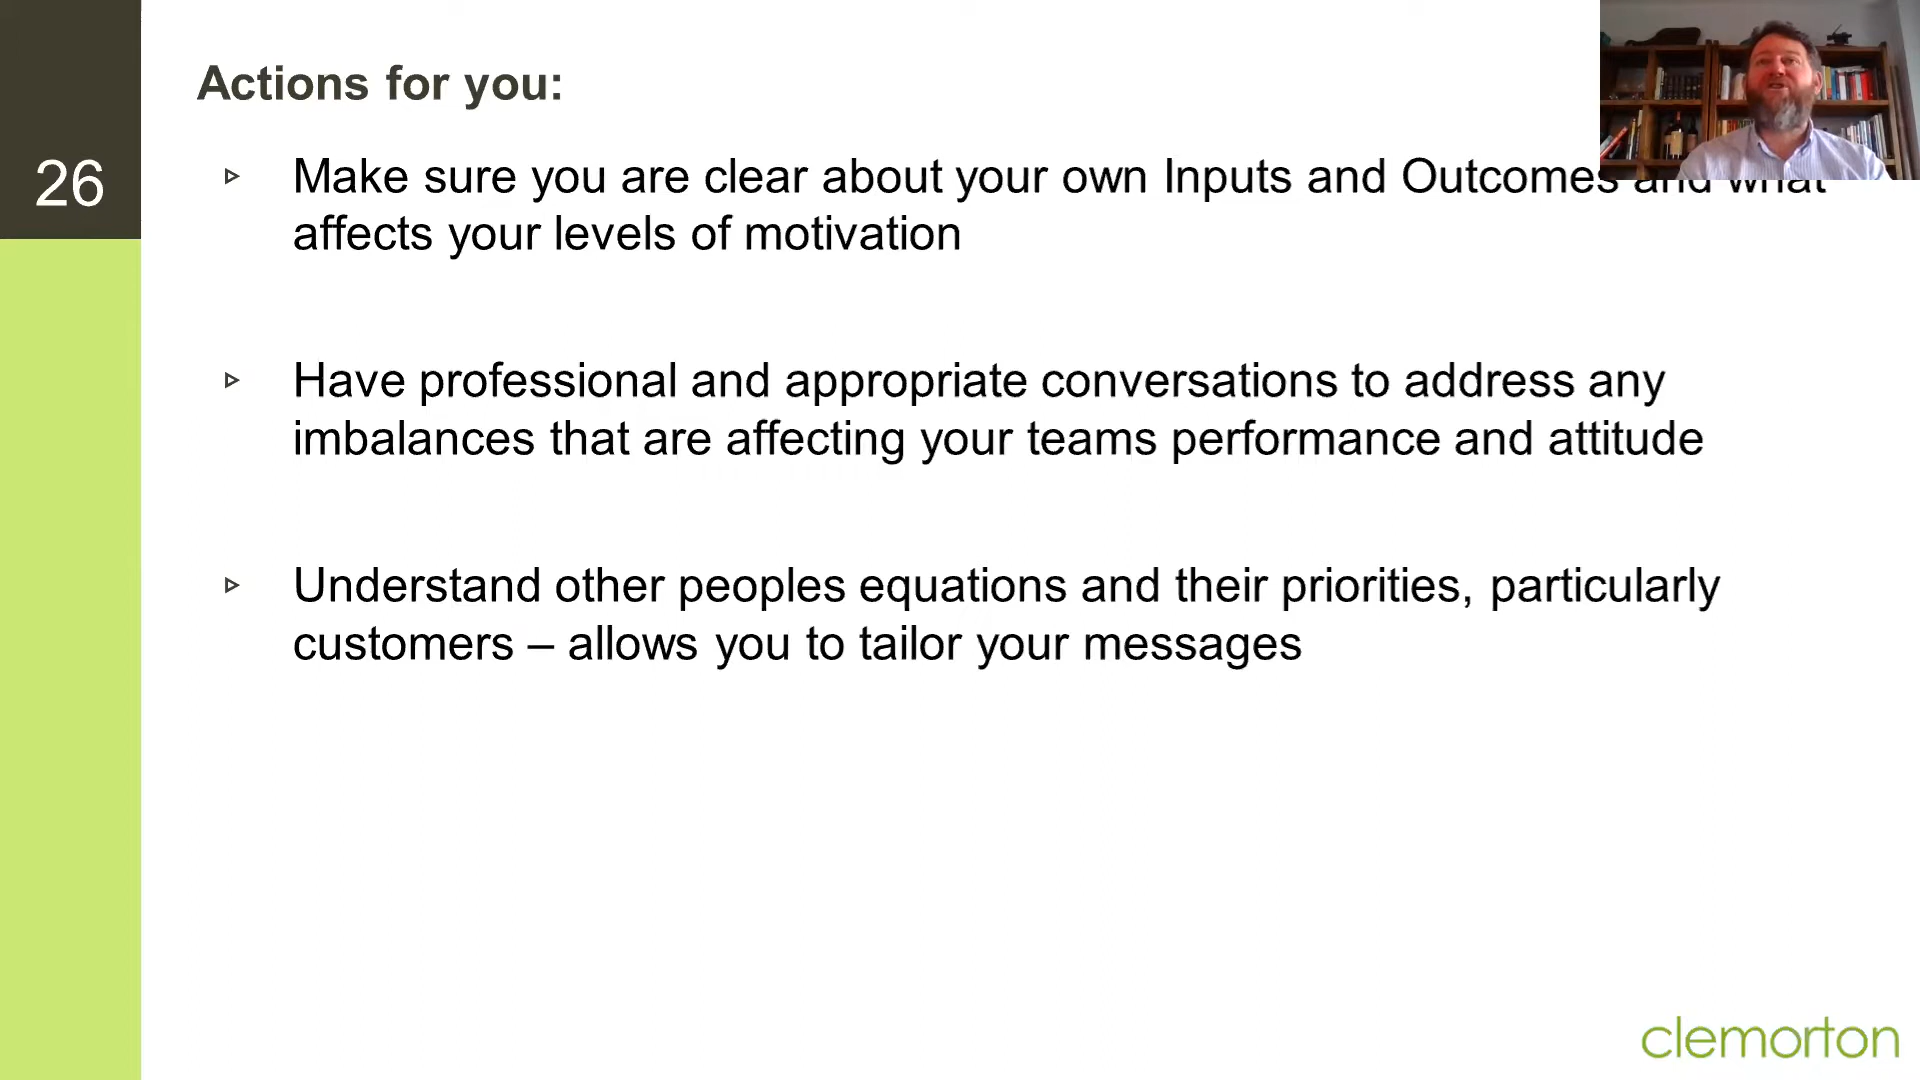 Actions for you:
26
Make sure you are clear about your own Inputs and Outcomes and what
affects your levels of motivation
Have professional and appropriate conversations to address any
imbalances that are affecting your teams performance and attitude
Understand other peoples equations and their priorities, particularly
customers – allows you to tailor your messages
clemorton